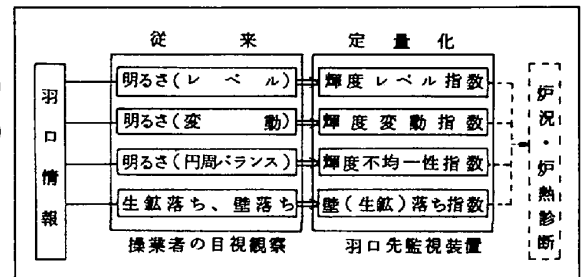 従来
定量化
羽口情報
明るさ(レベル)
輝度レベル指数
明るさ(変動)
輝度変動指数
明るさ(円周バランス)
輝度不均一性指数
生鉱落ち、壁落ち
壁(生鉱)落ち指数
炉況・炉熱診断
操業者の目視観察
羽口先監視装置